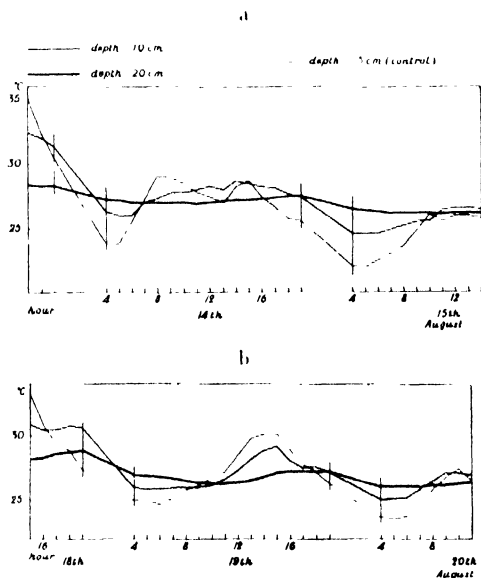 a
depth 10 cm
depth 20 cm
depth 5 cm (control)
°C
35
30
25
4 8 12 16 4 8 12
hour 14th 15th
August
b
°C
30
25
16 4 8 12 16 4 8
hour 18th 19th 20th
August